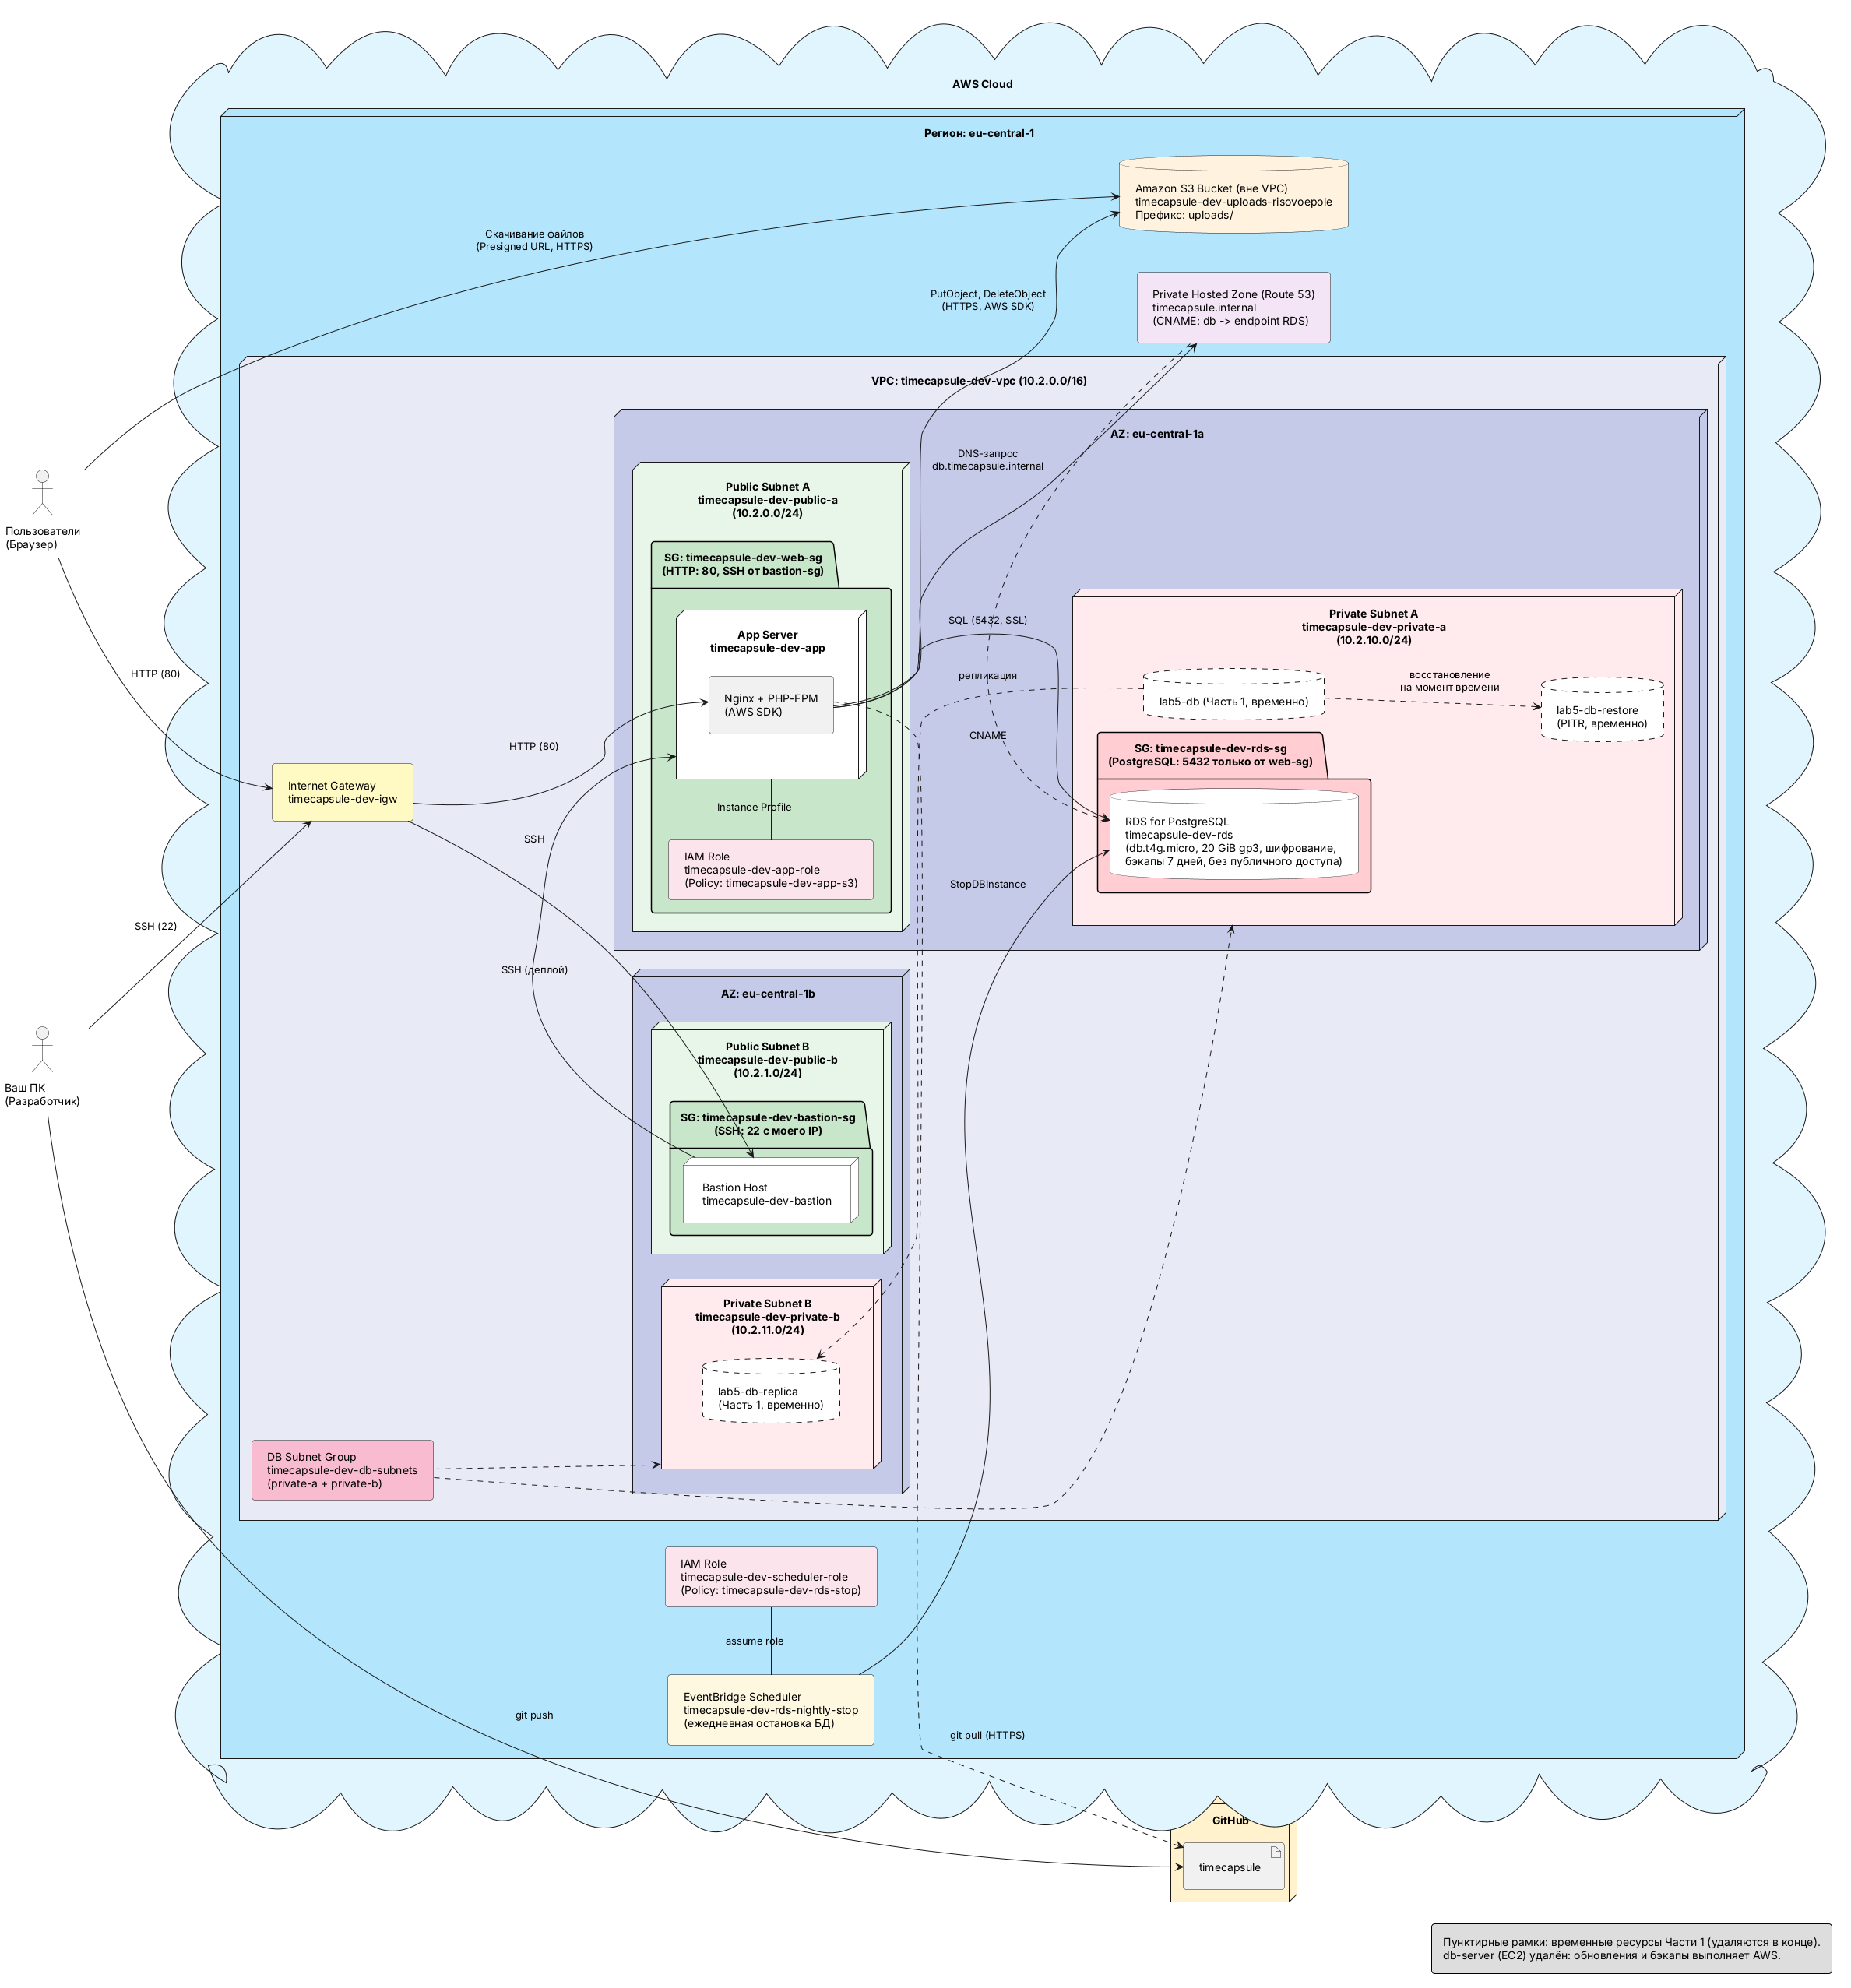 AWS Cloud
Регион: eu-central-1
Amazon S3 Bucket (вне VPC)
timecapsule-dev-uploads-risovoepole
Префикс: uploads/
Скачивание файлов
(Presigned URL, HTTPS)
PutObject, DeleteObject
(HTTPS, AWS SDK)
Private Hosted Zone (Route 53)
timecapsule.internal
(CNAME: db -> endpoint RDS)
VPC: timecapsule-dev-vpc (10.2.0.0/16)
AZ: eu-central-1a
DNS-запрос
db.timecapsule.internal
Public Subnet A
timecapsule-dev-public-a
(10.2.0.0/24)
SG: timecapsule-dev-web-sg
(HTTP: 80, SSH от bastion-sg)
App Server
timecapsule-dev-app
Nginx + PHP-FPM
(AWS SDK)
Instance Profile
IAM Role
timecapsule-dev-app-role
(Policy: timecapsule-dev-app-s3)
Пользователи
(Браузер)
HTTP (80)
HTTP (80)
Internet Gateway
timecapsule-dev-igw
SQL (5432, SSL)
репликация
CNAME
StopDBInstance
Private Subnet A
timecapsule-dev-private-a
(10.2.10.0/24)
lab5-db (Часть 1, временно)
восстановление
на момент времени
lab5-db-restore
(PITR, временно)
SG: timecapsule-dev-rds-sg
(PostgreSQL: 5432 только от web-sg)
RDS for PostgreSQL
timecapsule-dev-rds
(db.t4g.micro, 20 GiB gp3, шифрование,
бэкапы 7 дней, без публичного доступа)
SSH
SSH (22)
SSH (деплой)
Ваш ПК
(Разработчик)
AZ: eu-central-1b
Public Subnet B
timecapsule-dev-public-b
(10.2.1.0/24)
SG: timecapsule-dev-bastion-sg
(SSH: 22 с моего IP)
Bastion Host
timecapsule-dev-bastion
Private Subnet B
timecapsule-dev-private-b
(10.2.11.0/24)
lab5-db-replica
(Часть 1, временно)
DB Subnet Group
timecapsule-dev-db-subnets
(private-a + private-b)
IAM Role
timecapsule-dev-scheduler-role
(Policy: timecapsule-dev-rds-stop)
assume role
EventBridge Scheduler
timecapsule-dev-rds-nightly-stop
(ежедневная остановка БД)
git push
git pull (HTTPS)
GitHub
timecapsule
Пунктирные рамки: временные ресурсы Части 1 (удаляются в конце).
db-server (EC2) удалён: обновления и бэкапы выполняет AWS.